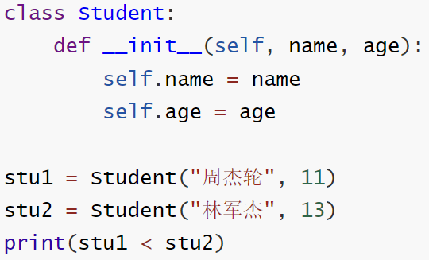 class Student:
    def __init__(self, name, age):
        self.name = name
        self.age = age

stu1 = Student("周杰轮", 11)
stu2 = Student("林军杰", 13)
print(stu1 < stu2)